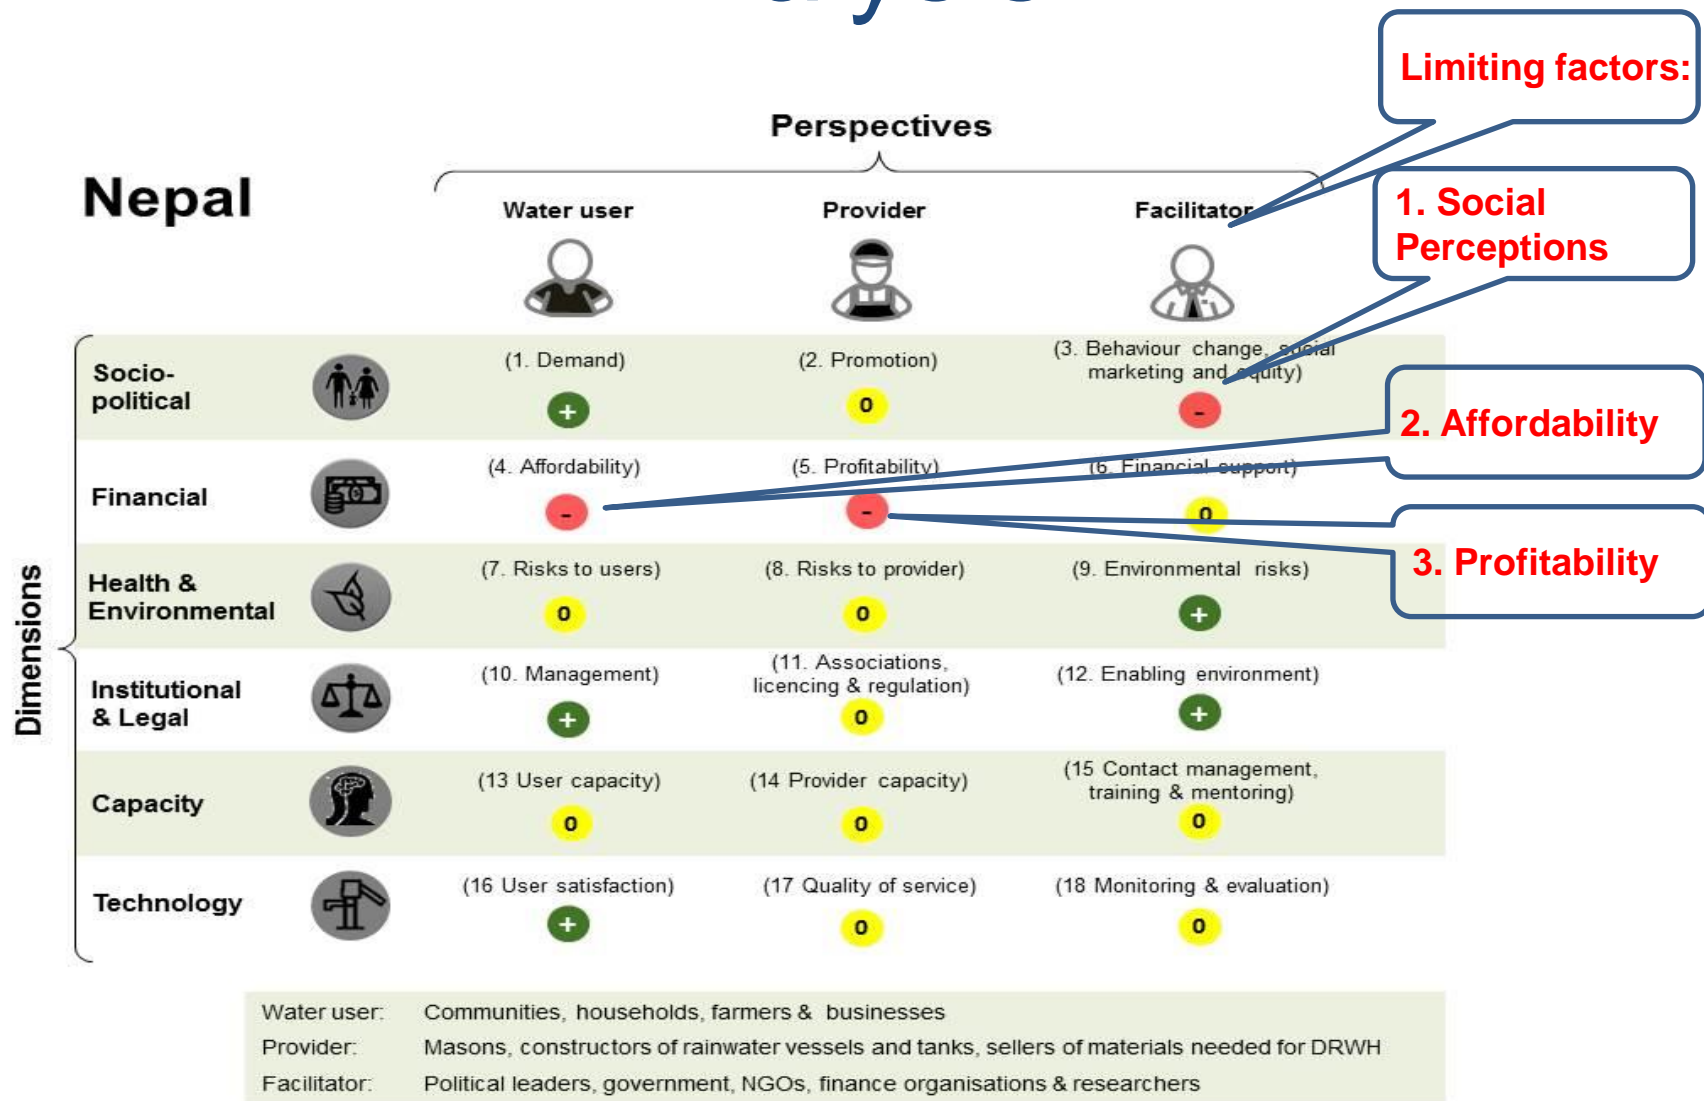 Limiting factors:
Perspectives
Nepal
Water user
Provider
Facilitator
1. Social
Perceptions
Dimensions
Socio-
political
(1. Demand)
+
(2. Promotion)
0
(3. Behaviour change, social
marketing and equity)
-
2. Affordability
Financial
(4. Affordability)
-
(5. Profitability)
-
(6. Financial support)
0
3. Profitability
Health &
Environmental
(7. Risks to users)
0
(8. Risks to provider)
0
(9. Environmental risks)
+
Institutional
& Legal
(10. Management)
+
(11. Associations,
licencing & regulation)
0
(12. Enabling environment)
+
Capacity
(13 User capacity)
0
(14 Provider capacity)
0
(15 Contact management,
training & mentoring)
0
Technology
(16 User satisfaction)
+
(17 Quality of service)
0
(18 Monitoring & evaluation)
0
Water user: Communities, households, farmers & businesses
Provider: Masons, constructors of rainwater vessels and tanks, sellers of materials needed for DRWH
Facilitator: Political leaders, government, NGOs, finance organisations & researchers